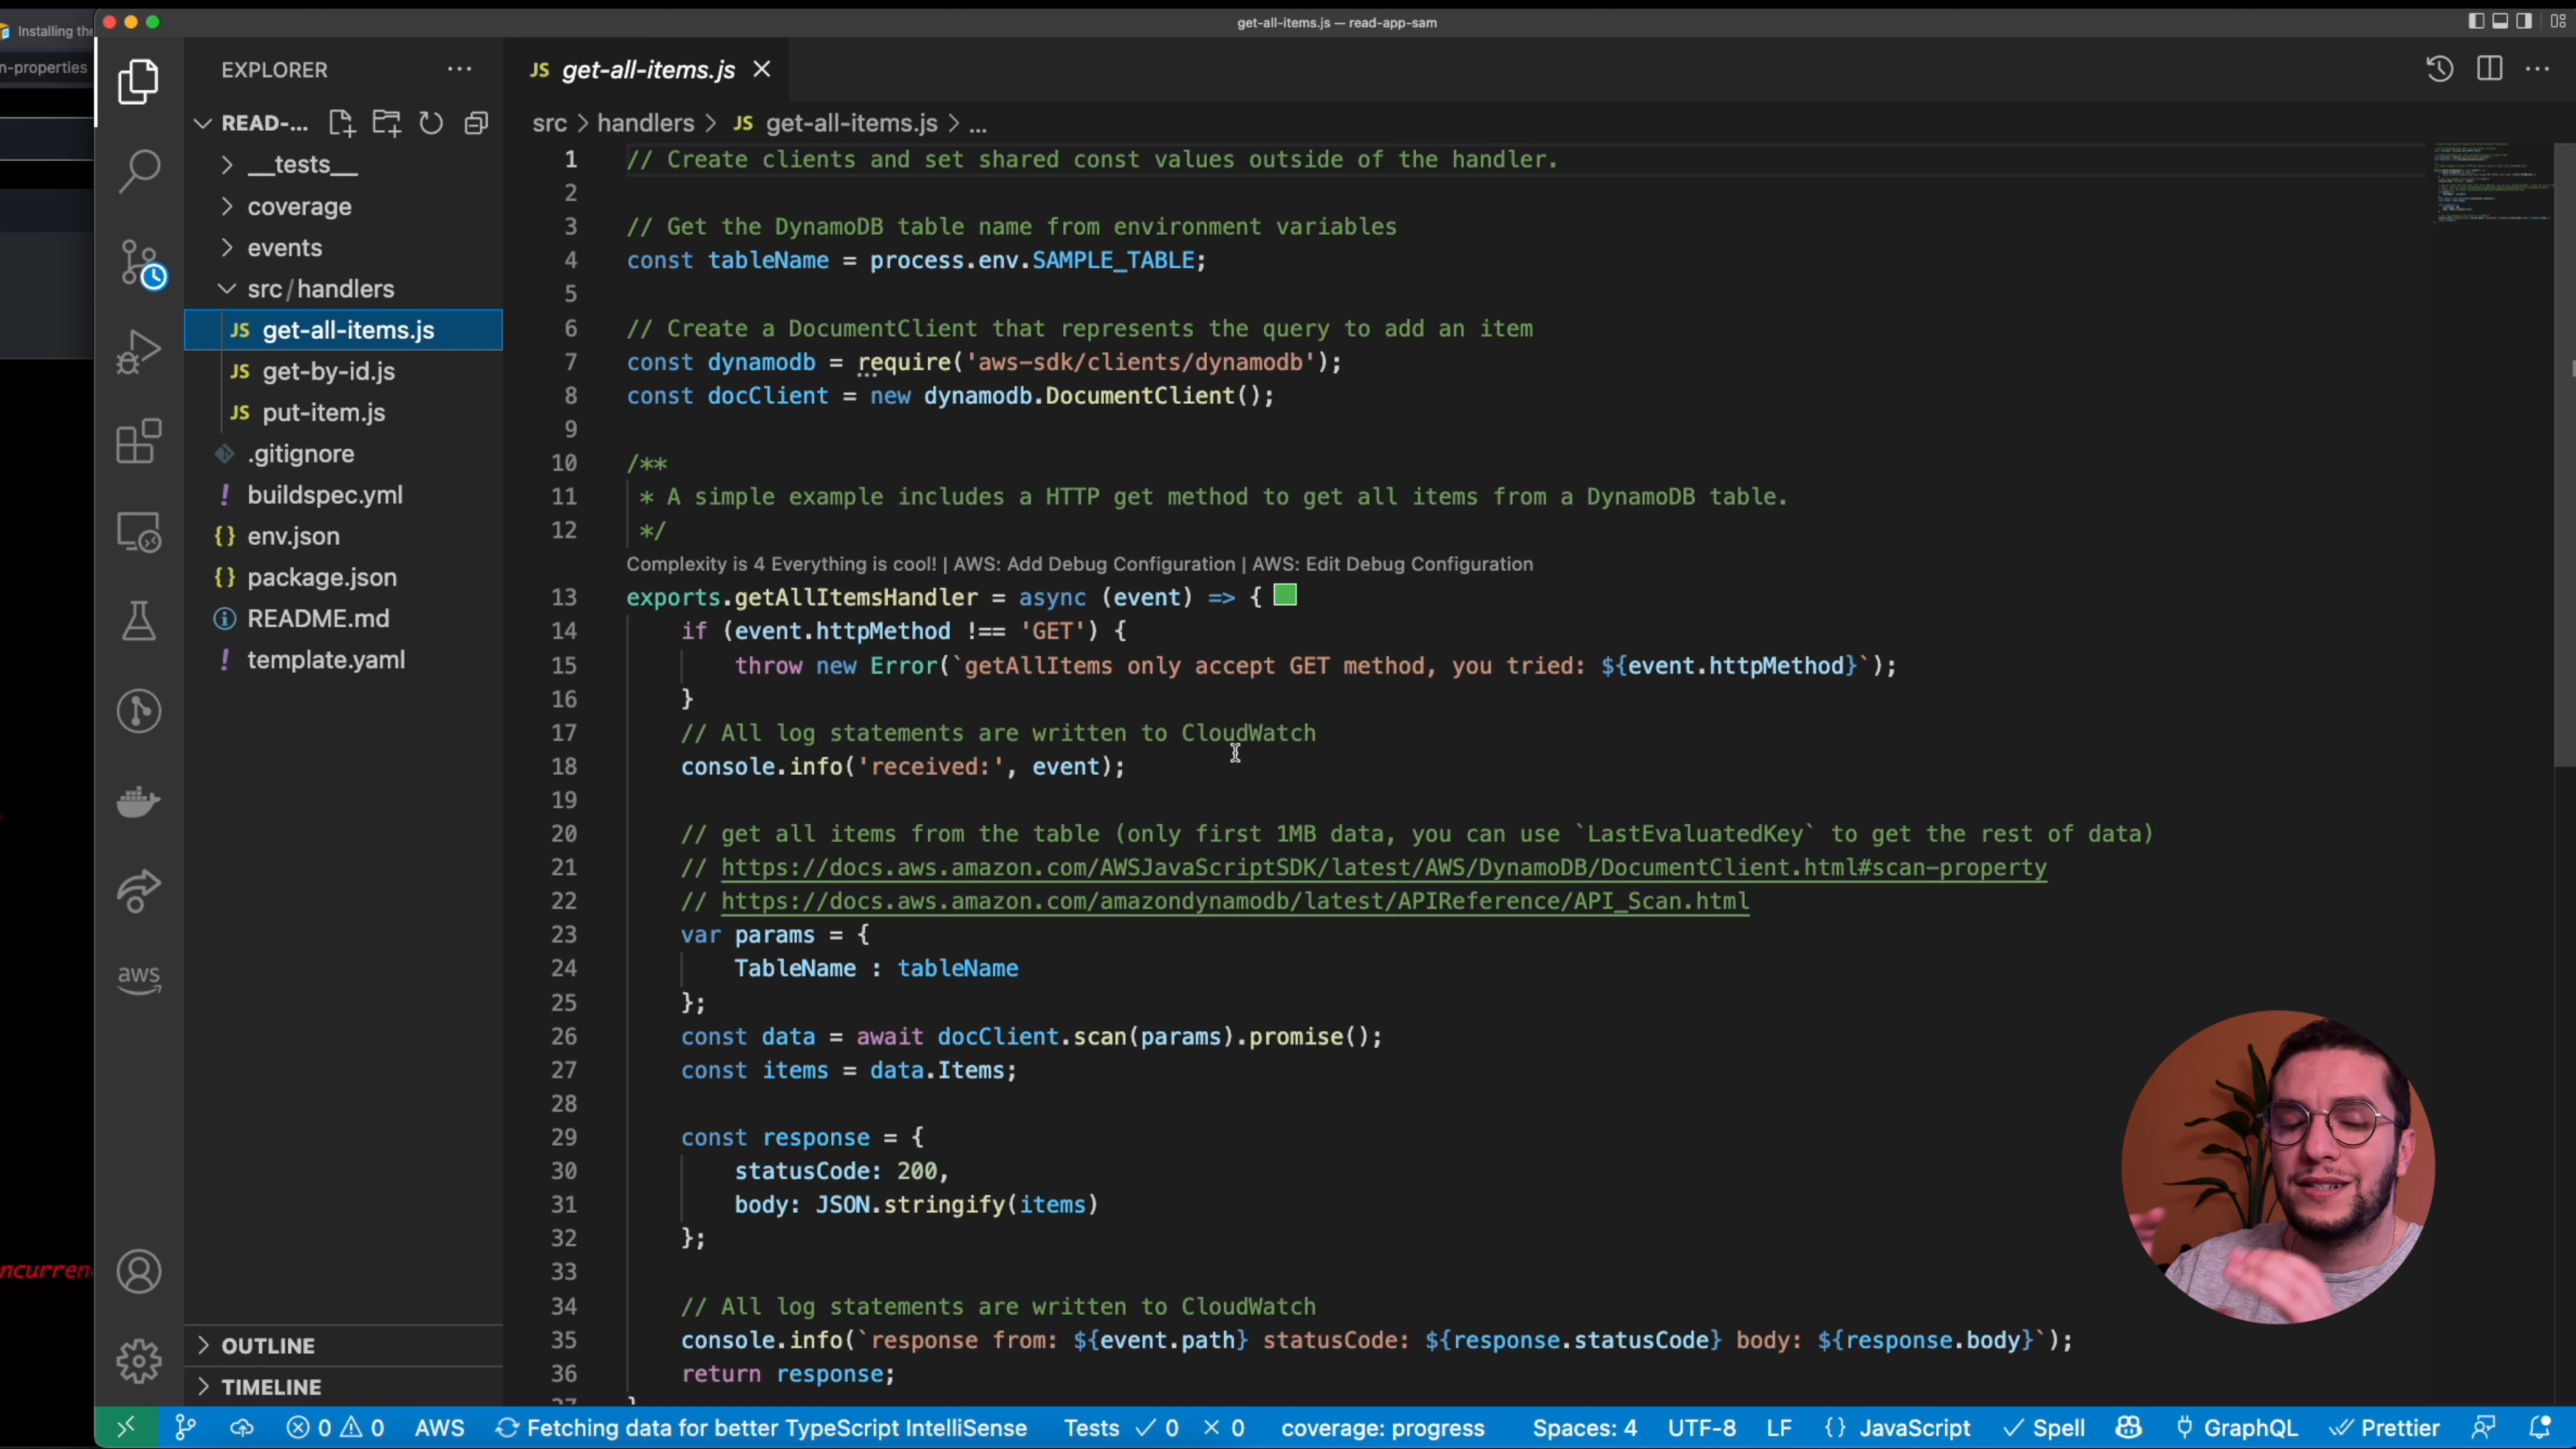 Installing the
n-properties
ncurren
get-all-items.js — read-app-sam
EXPLORER
READ-...
__tests__
coverage
events
src/handlers
JS get-all-items.js
JS get-by-id.js
JS put-item.js
.gitignore
! buildspec.yml
{} env.json
{} package.json
README.md
! template.yaml
OUTLINE
TIMELINE
aws
JS get-all-items.js
src > handlers > JS get-all-items.js > ...
1 // Create clients and set shared const values outside of the handler.
2
3 // Get the DynamoDB table name from environment variables
4 const tableName = process.env.SAMPLE_TABLE;
5
6 // Create a DocumentClient that represents the query to add an item
7 const dynamodb = require('aws-sdk/clients/dynamodb');
8 const docClient = new dynamodb.DocumentClient();
9
10 /**
11 * A simple example includes a HTTP get method to get all items from a DynamoDB table.
12 */
Complexity is 4 Everything is cool! | AWS: Add Debug Configuration | AWS: Edit Debug Configuration
13 exports.getAllItemsHandler = async (event) => {
14 if (event.httpMethod !== 'GET') {
15 throw new Error(`getAllItems only accept GET method, you tried: ${event.httpMethod}`);
16 }
17 // All log statements are written to CloudWatch
18 console.info('received:', event);
19
20 // get all items from the table (only first 1MB data, you can use `LastEvaluatedKey` to get the rest of data)
21 // https://docs.aws.amazon.com/AWSJavaScriptSDK/latest/AWS/DynamoDB/DocumentClient.html#scan-property
22 // https://docs.aws.amazon.com/amazondynamodb/latest/APIReference/API_Scan.html
23 var params = {
24 TableName : tableName
25 };
26 const data = await docClient.scan(params).promise();
27 const items = data.Items;
28
29 const response = {
30 statusCode: 200,
31 body: JSON.stringify(items)
32 };
33
34 // All log statements are written to CloudWatch
35 console.info(`response from: ${event.path} statusCode: ${response.statusCode} body: ${response.body}`);
36 return response;
0 0 AWS Fetching data for better TypeScript IntelliSense Tests ✓ 0 × 0 coverage: progress Spaces: 4 UTF-8 LF {} JavaScript ✓ Spell GraphQL Prettier